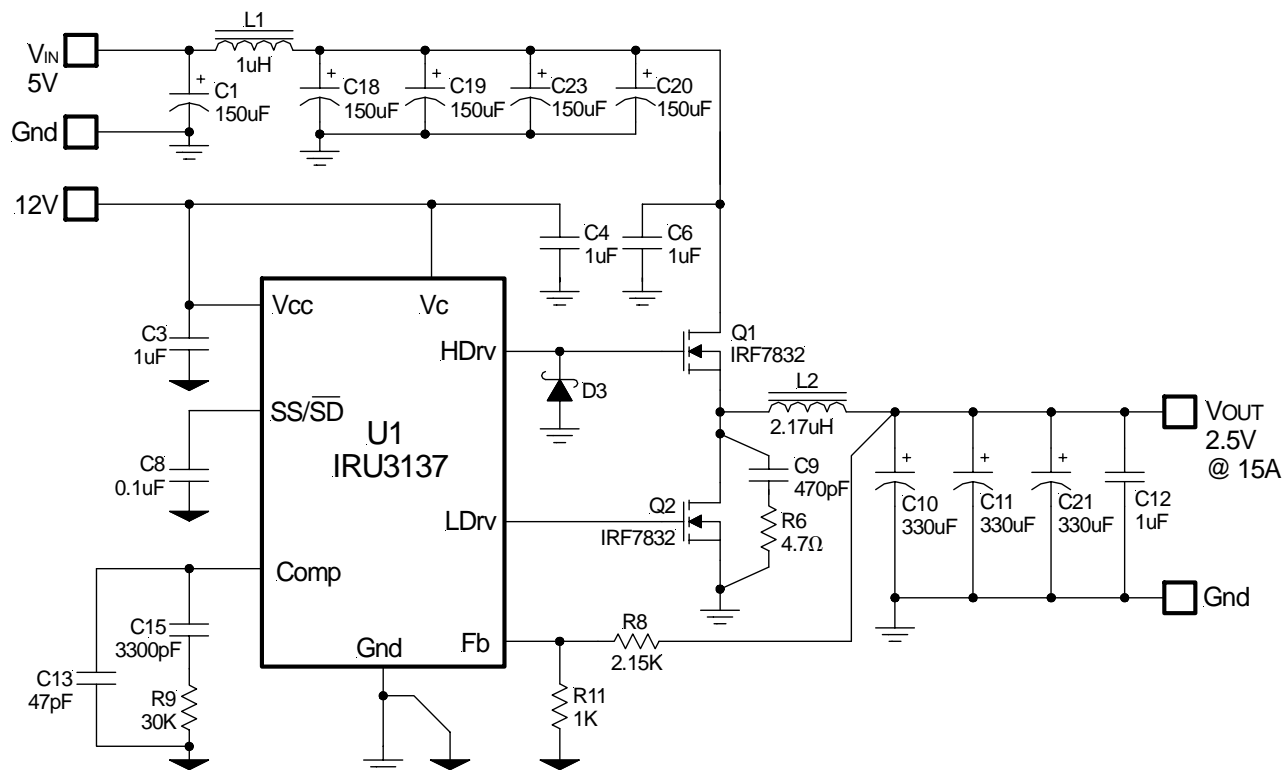 L1
1uH
VIN
5V
C1
150uF
C18
150uF
C19
150uF
C23
150uF
C20
150uF
Gnd
12V
C4
1uF
C6
1uF
Vcc
Vc
C3
1uF
HDrv
Q1
IRF7832
D3
L2
2.17uH
SS/SD
U1
IRU3137
C8
0.1uF
VOUT
2.5V
@ 15A
C9
470pF
R6
4.7Ω
C10
330uF
C11
330uF
C21
330uF
C12
1uF
LDrv
Q2
IRF7832
Comp
Gnd
C15
3300pF
C13
47pF
R9
30K
Gnd
Fb
R8
2.15K
R11
1K